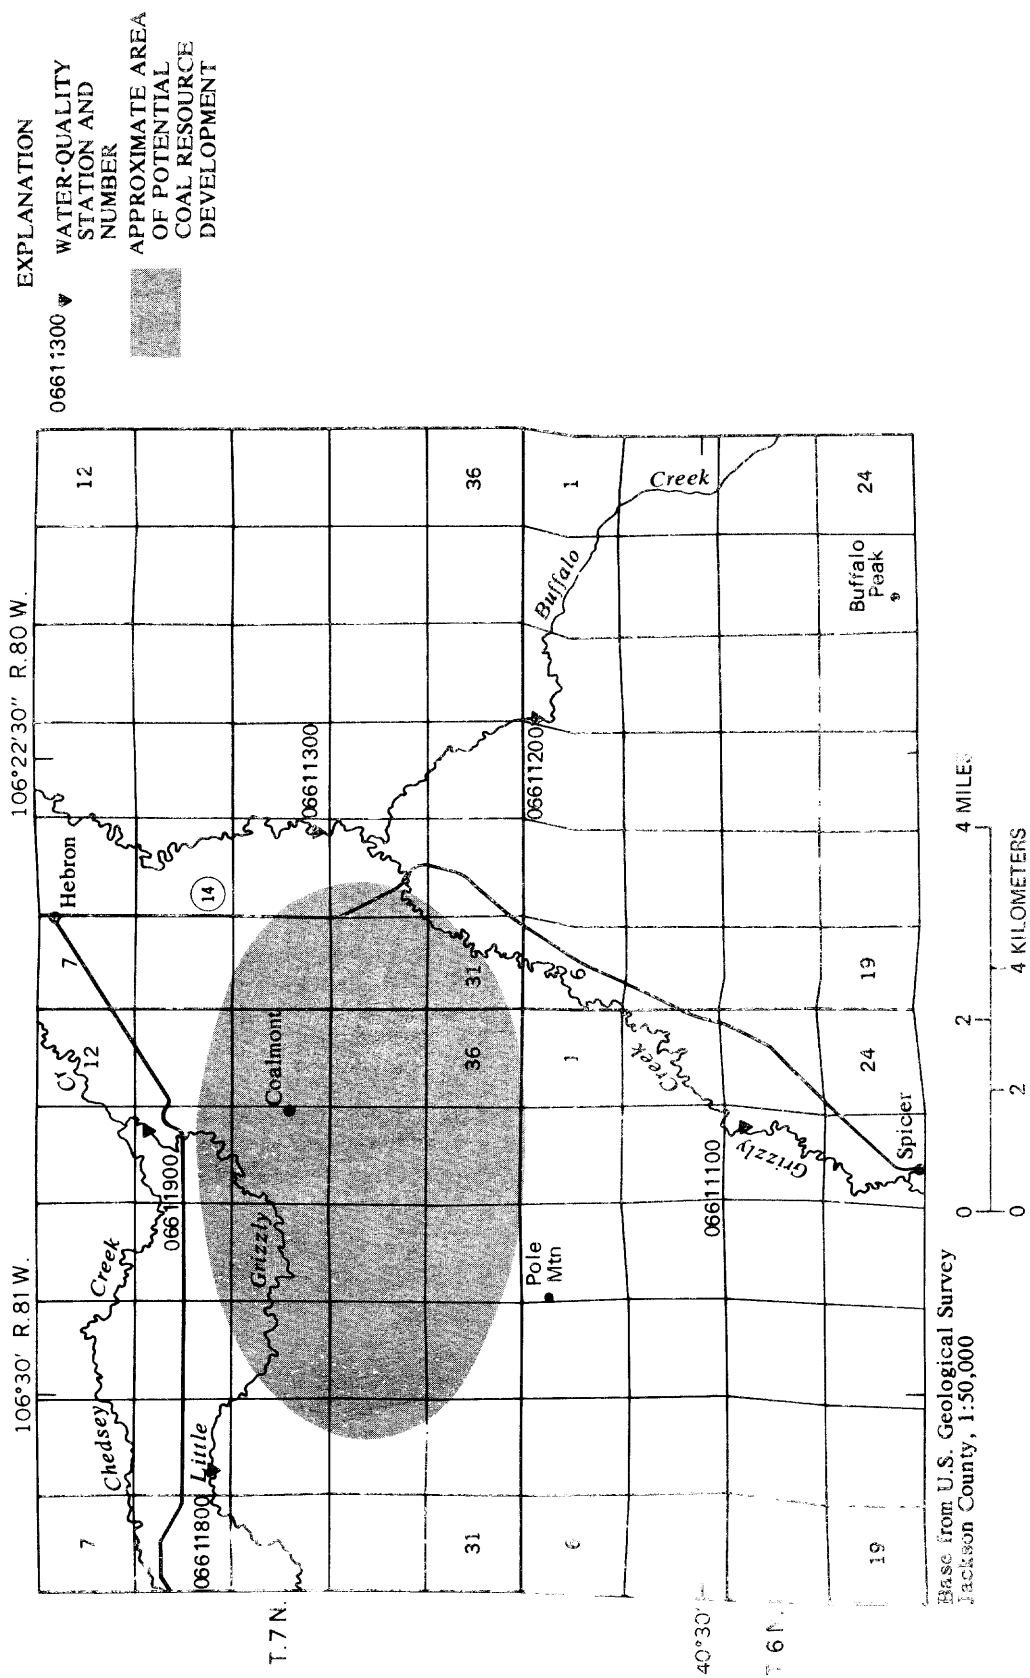 106°30' R.81 W.
106°22'30" R.80 W.
EXPLANATION
06611300
WATER-QUALITY
STATION AND
NUMBER
APPROXIMATE AREA
OF POTENTIAL
COAL RESOURCE
DEVELOPMENT
7
Chedsey
Creek
12
7
Hebron
12
T.7 N.
06611800
Little
06611900
Grizzly
Coalmont
14
06611300
31
36
31
36
6
Pole
Mtn
1
6
06611200
Buffalo
Creek
1
40°30'
T 6 N.
06611100
Grizzly
Creek
19
24
19
Buffalo
Peak
24
Spicer
Base from U.S. Geological Survey
Jackson County, 1:50,000
0 2 4 MILES
0 2 4 KILOMETERS